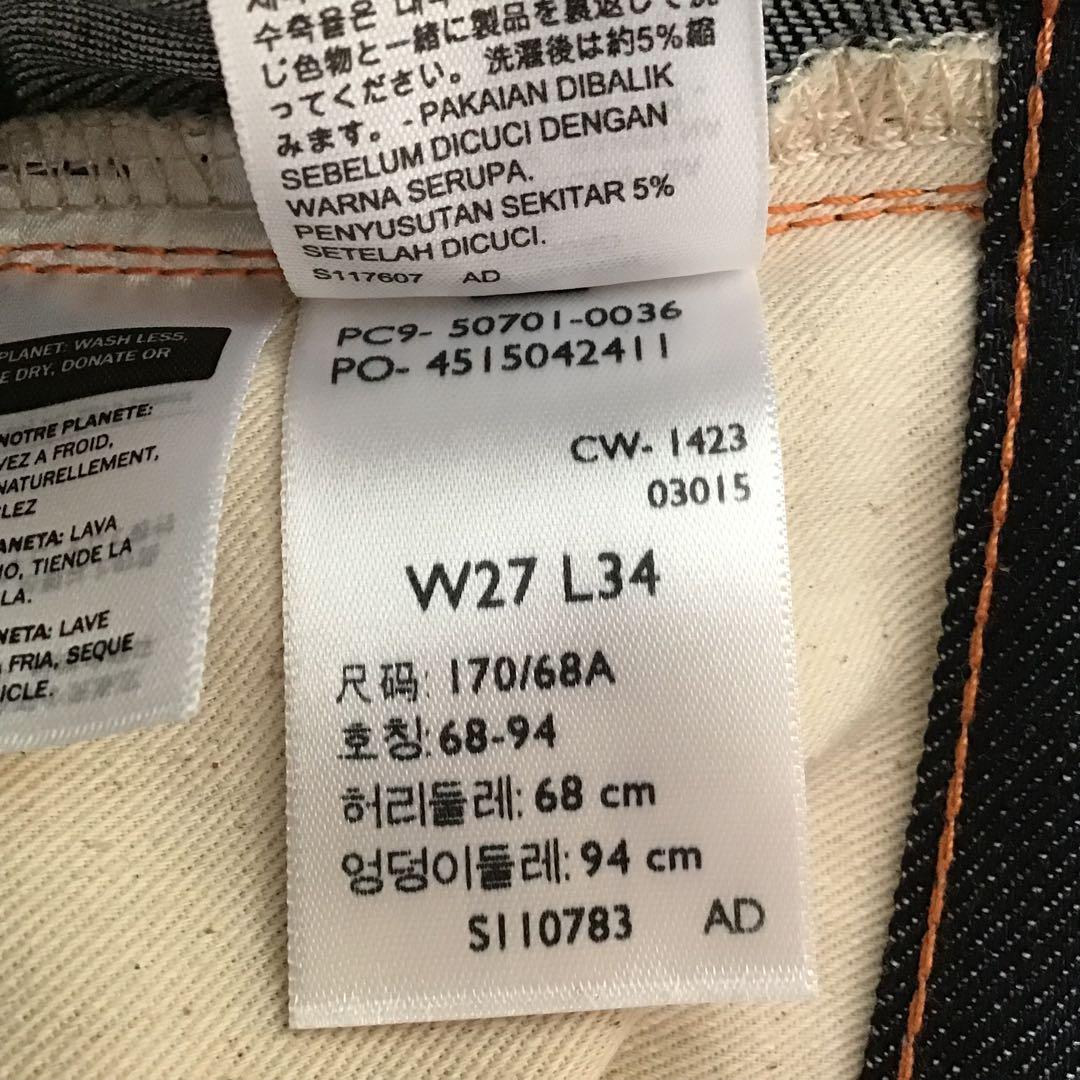 수축율은
じ色物と一緒に製品を裏返して洗
ってください。洗濯後は約5%縮
みます。-PAKAIAN DIBALIK
SEBELUM DICUCI DENGAN
WARNA SERUPA.
PENYUSUTAN SEKITAR 5%
SETELAH DICUCI.
S117607 AD
PLANET: WASH LESS,
E DRY, DONATE OR
NOTRE PLANETE:
VEZ A FROID,
NATURELLEMENT,
LEZ
ANETA: LAVA
IO, TIENDE LA
LA.
NETA: LAVE
FRIA, SEQUE
ICLE.
PC9- 50701-0036
PO- 4515042411
CW- 1423
03015
W27 L34
尺码: 170/68A
호칭: 68-94
허리둘레: 68 cm
엉덩이둘레: 94 cm
S110783 AD